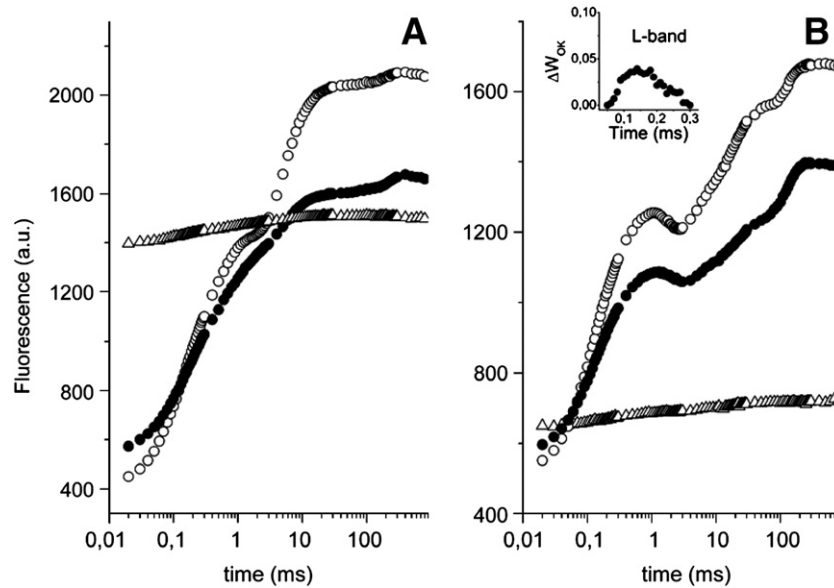 A
Fluorescence (a.u.)
2000
1600
1200
800
400
0,01 0,1 1 10 100
time (ms)
B
1600
1200
800
400
0,01 0,1 1 10 100
time (ms)
L-band
ΔW_OK
0,10
0,05
0,00
0,1 0,2 0,3
Time (ms)